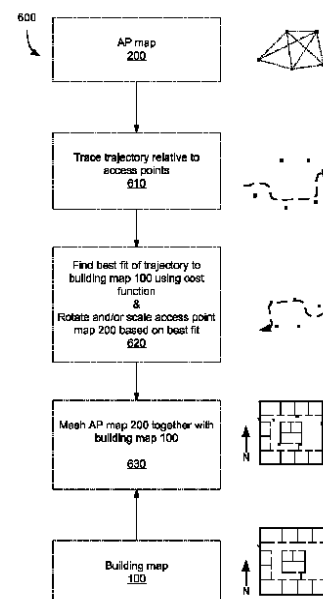 600
AP map
200
Trace trajectory relative to
access points
610
Find best fit of trajectory to
building map 100 using cost
function
&
Rotate and/or scale access point
map 200 based on best fit
620
Mesh AP map 200 together with
building map 100
630
N
Building map
100
N